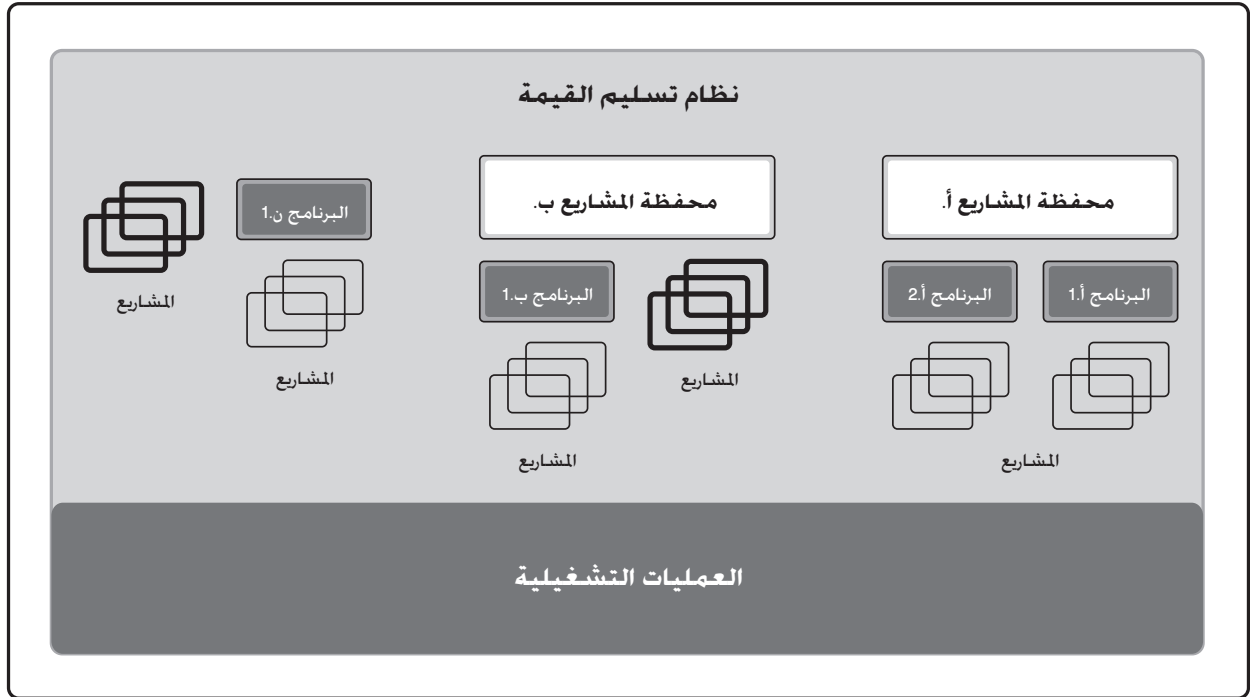 نظام تسليم القيمة
محفظة المشاريع أ.
محفظة المشاريع ب.
البرنامج ن.1
المشاريع
البرنامج أ.1
البرنامج أ.2
البرنامج ب.1
المشاريع
المشاريع
المشاريع
المشاريع
العمليات التشغيلية